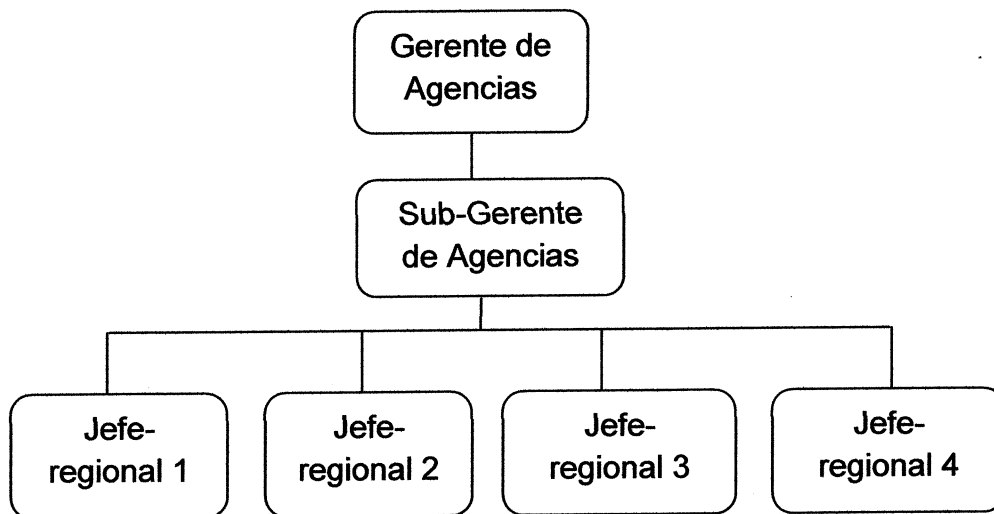 Gerente de
Agencias
Sub-Gerente
de Agencias
Jefe-
regional 1
Jefe-
regional 2
Jefe-
regional 3
Jefe-
regional 4